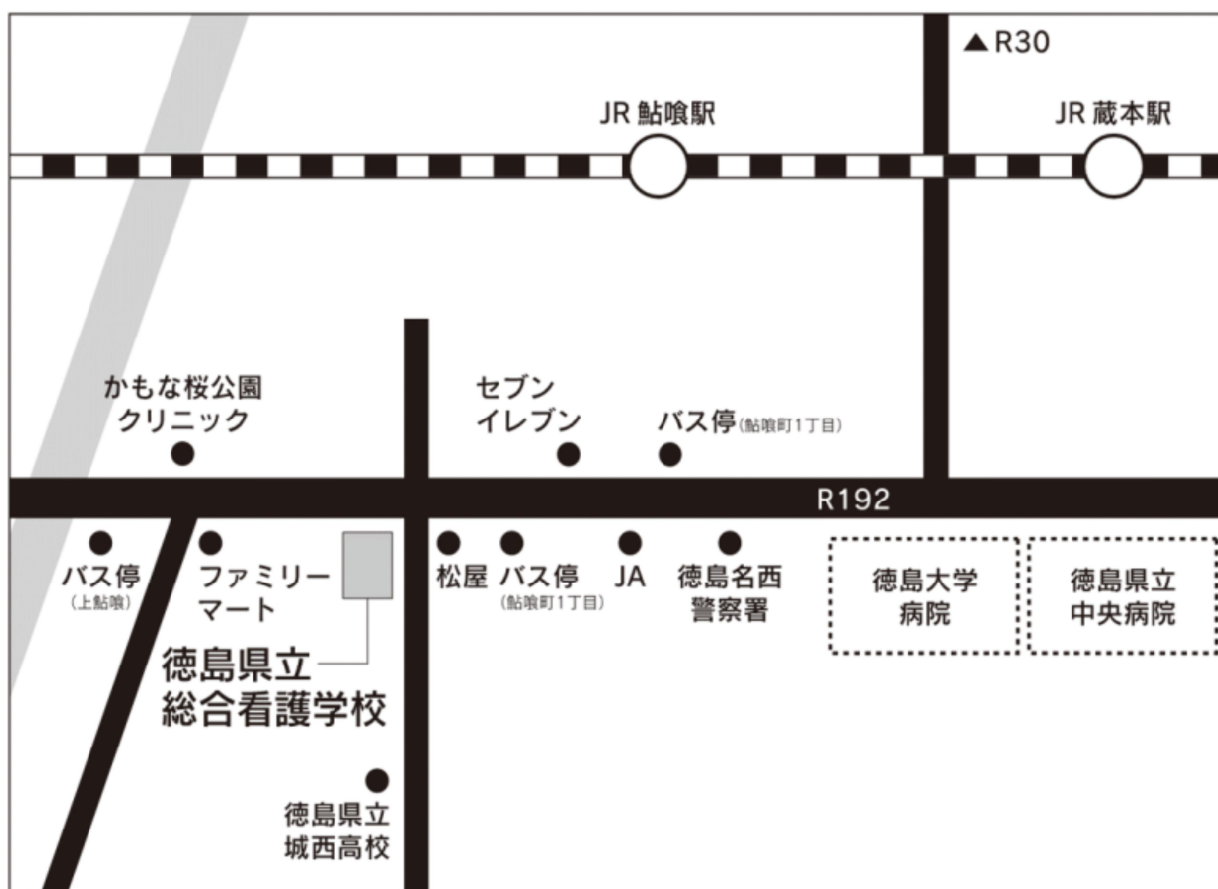 ▲R30
JR 鮎喰駅
JR 蔵本駅
かもな桜公園
クリニック
セブン
イレブン
バス停(鮎喰町1丁目)
R192
バス停
(上鮎喰)
ファミリー
マート
松屋
バス停
(鮎喰町1丁目)
JA
徳島名西
警察署
徳島大学
病院
徳島県立
中央病院
徳島県立
総合看護学校
徳島県立
城西高校